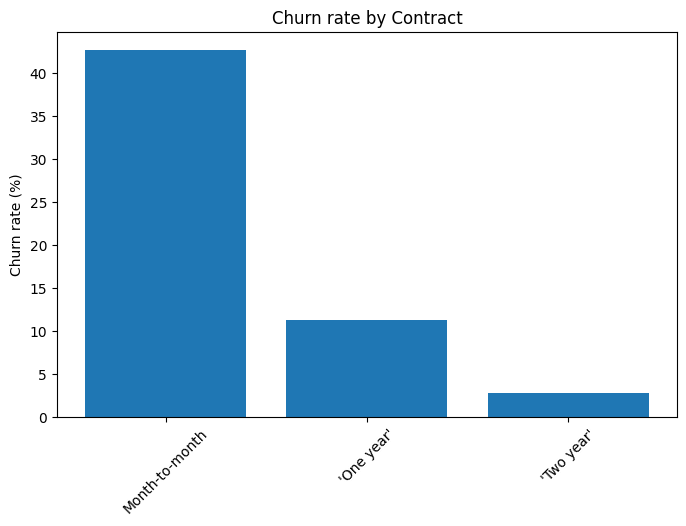 Churn rate by Contract
Churn rate (%)
40
35
30
25
20
15
10
5
0
Month-to-month
'One year'
'Two year'